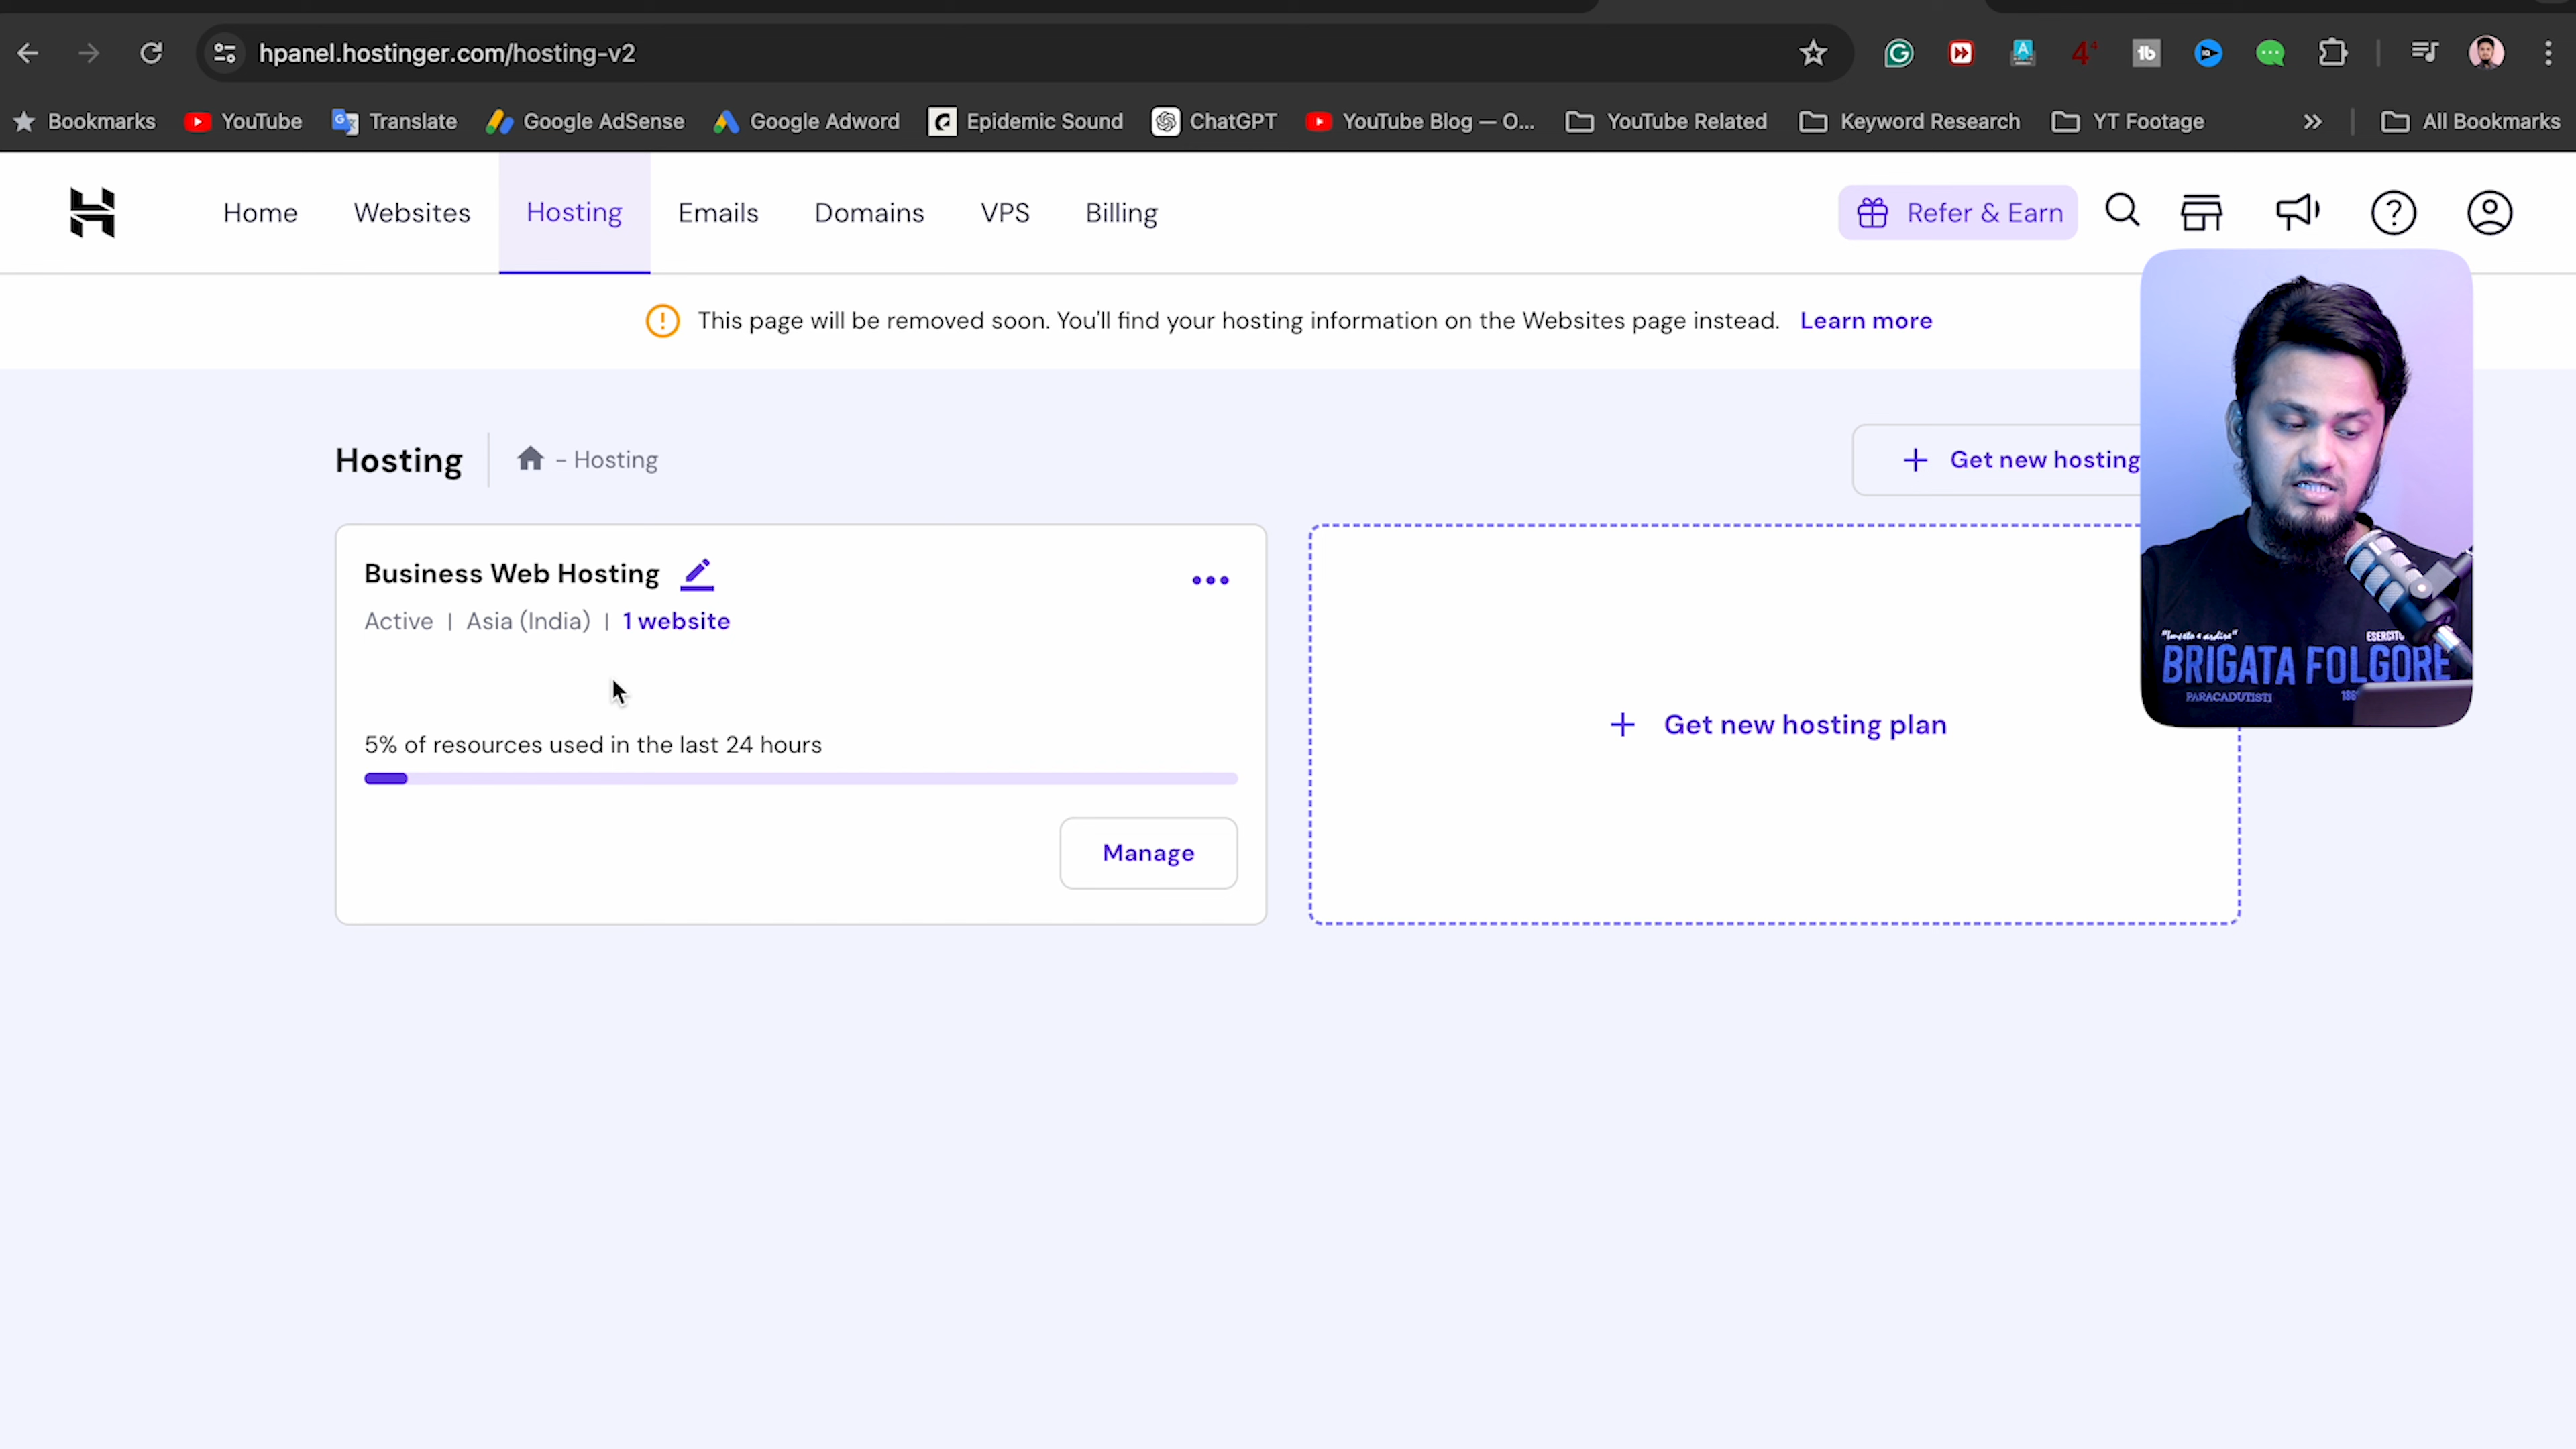 hpanel.hostinger.com/hosting-v2
Bookmarks YouTube Translate Google AdSense Google Adword Epidemic Sound ChatGPT YouTube Blog — O... YouTube Related Keyword Research YT Footage All Bookmarks
Home Websites Hosting Emails Domains VPS Billing Refer & Earn
This page will be removed soon. You'll find your hosting information on the Websites page instead. Learn more
Hosting – Hosting + Get new hosting
Business Web Hosting
Active | Asia (India) | 1 website
5% of resources used in the last 24 hours
Manage
+ Get new hosting plan
ESERCITO
BRIGATA FOLGORE
PARACADUTISTI